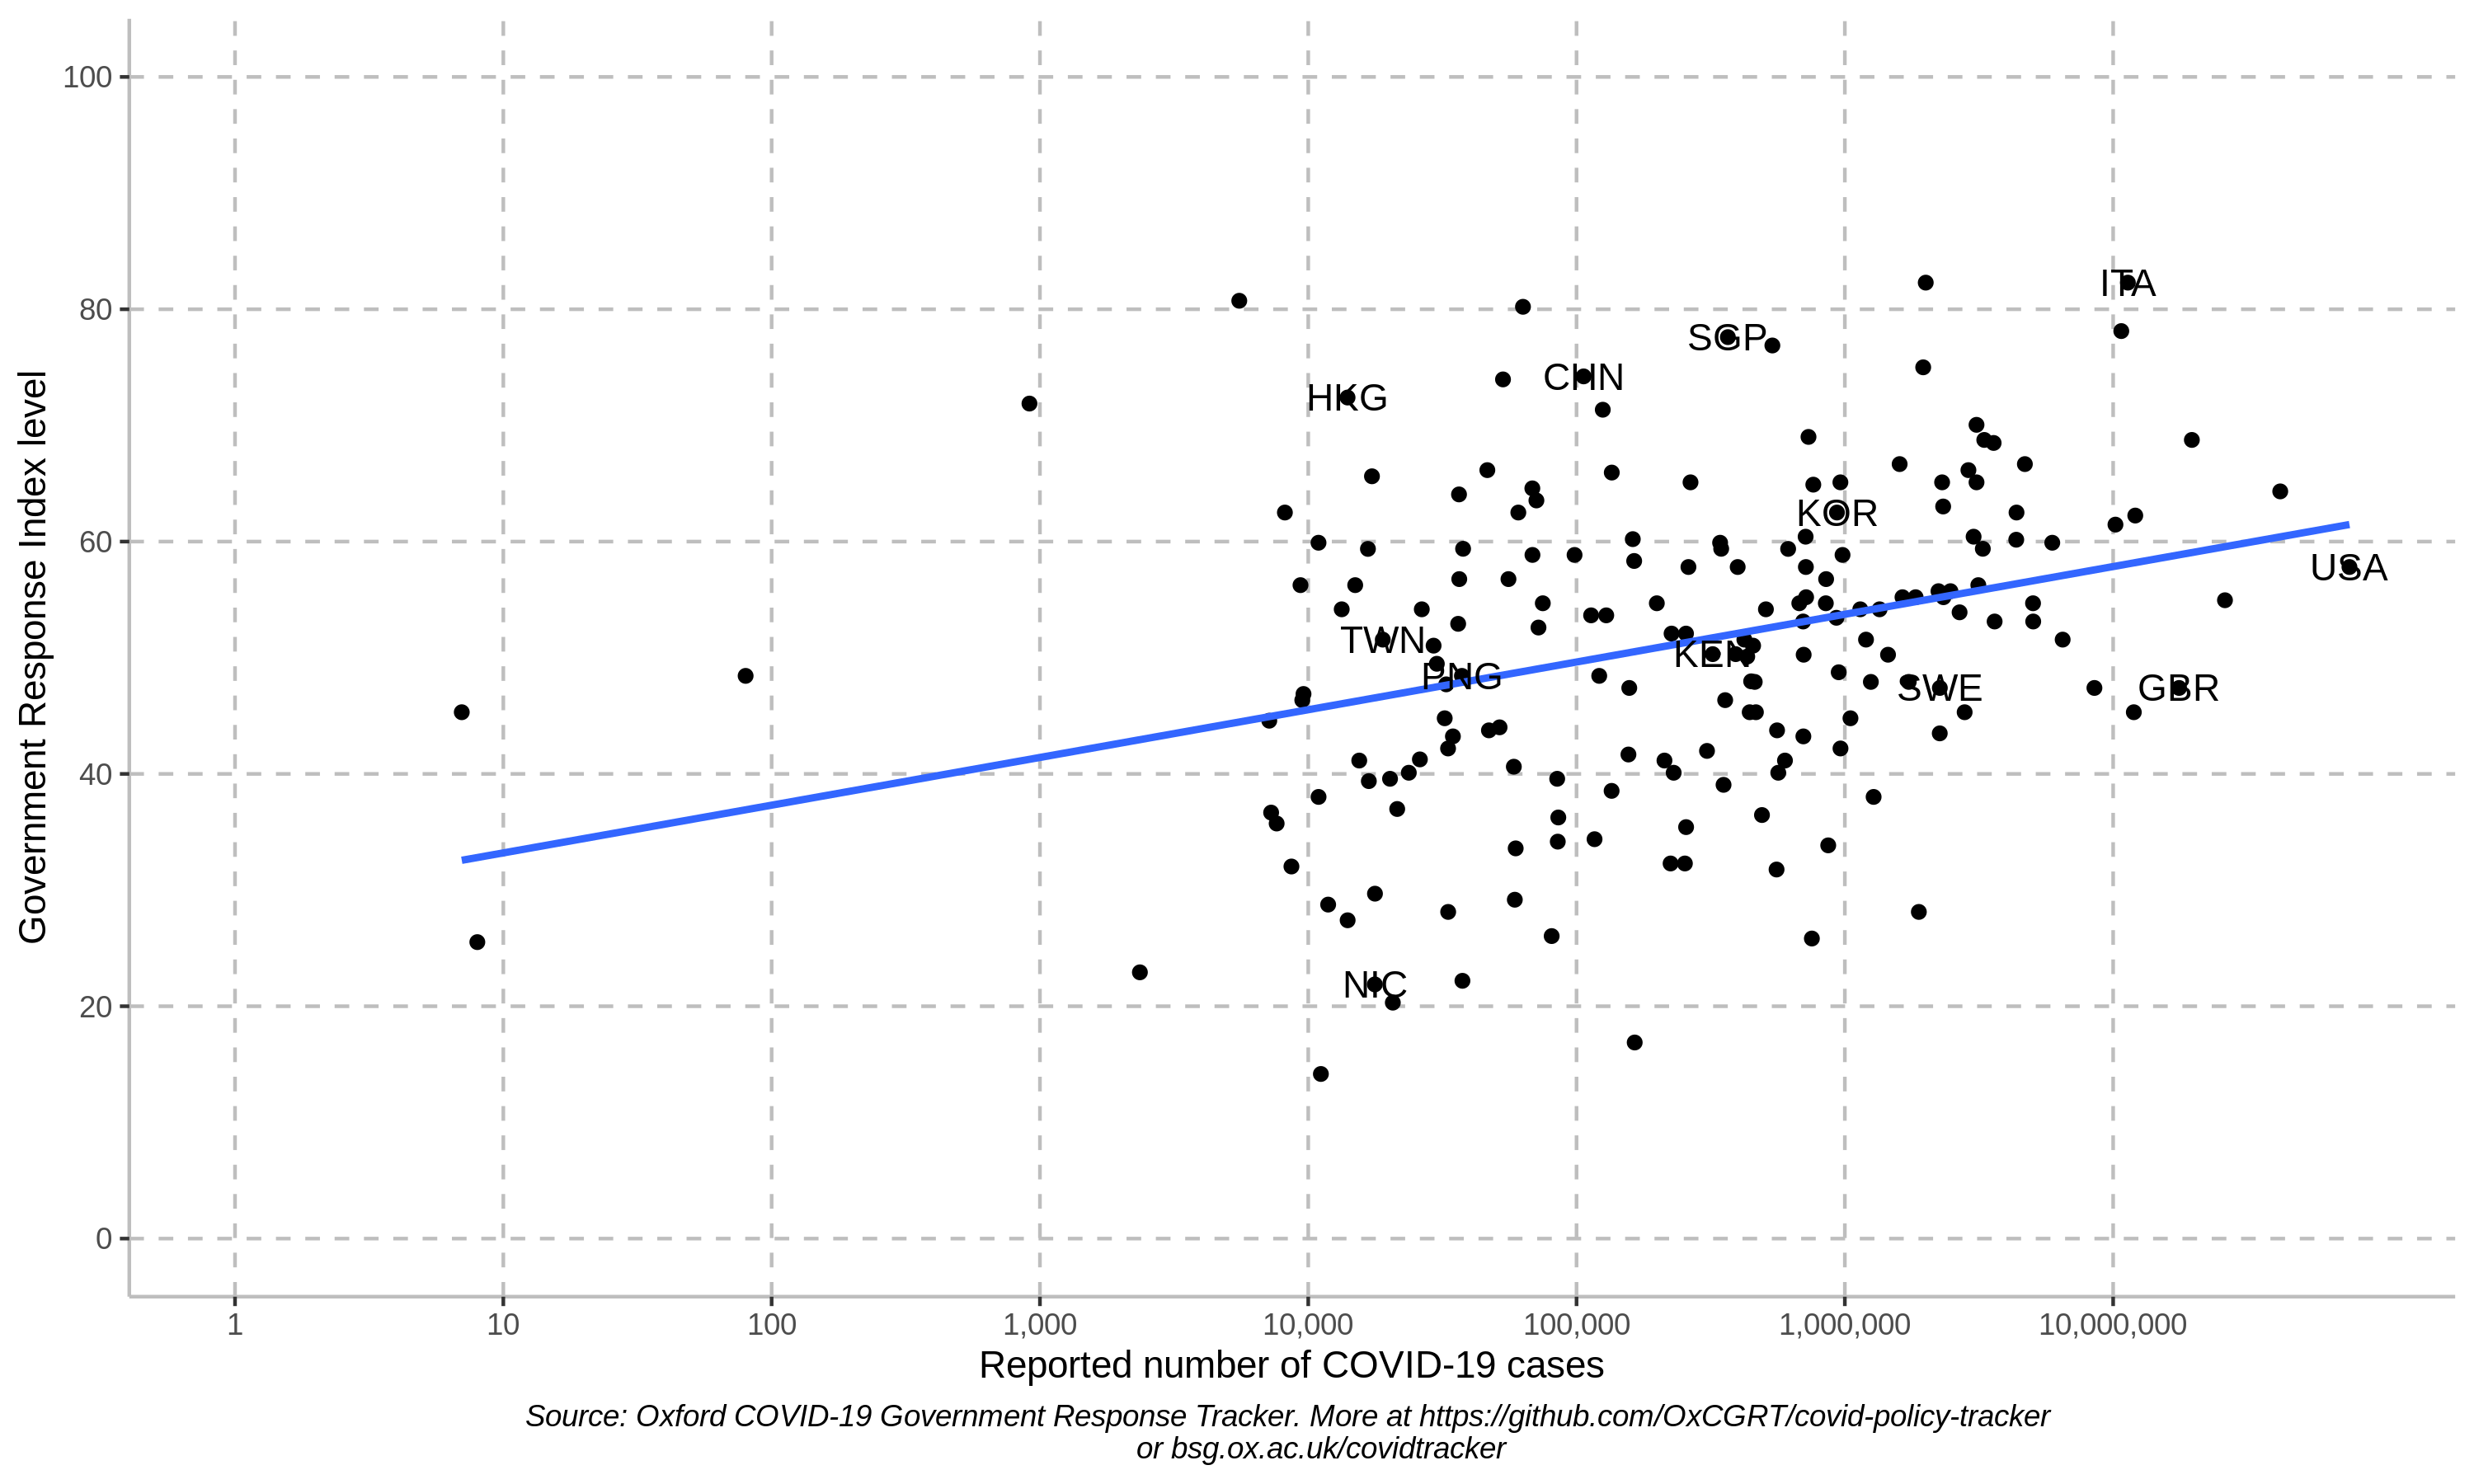 Government Response Index level
100
80
60
40
20
0
ITA
SGP
CHN
HKG
KOR
USA
TWN
KEN
PNG
SWE
GBR
NIC
1
10
100
1,000
10,000
100,000
1,000,000
10,000,000
Reported number of COVID-19 cases
Source: Oxford COVID-19 Government Response Tracker. More at https://github.com/OxCGRT/covid-policy-tracker
or bsg.ox.ac.uk/covidtracker